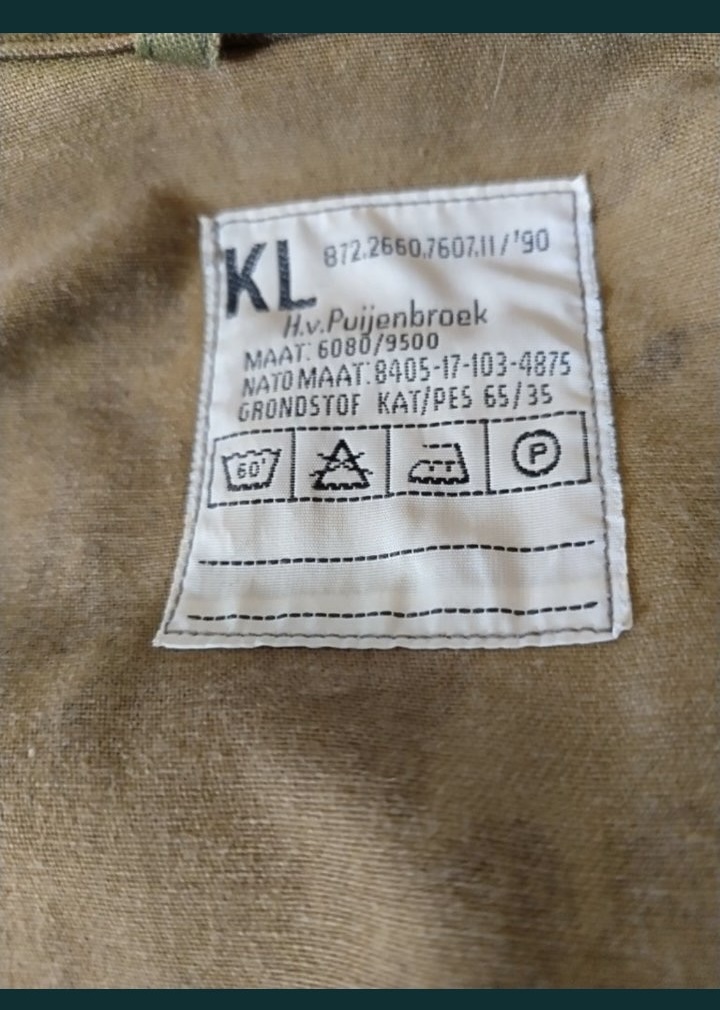 KL 872.2660.7607.11/'90
H.v.Puijenbroek
MAAT: 6080/9500
NATO MAAT: 8405-17-103-4875
GRONDSTOF KAT/PES 65/35
60° P